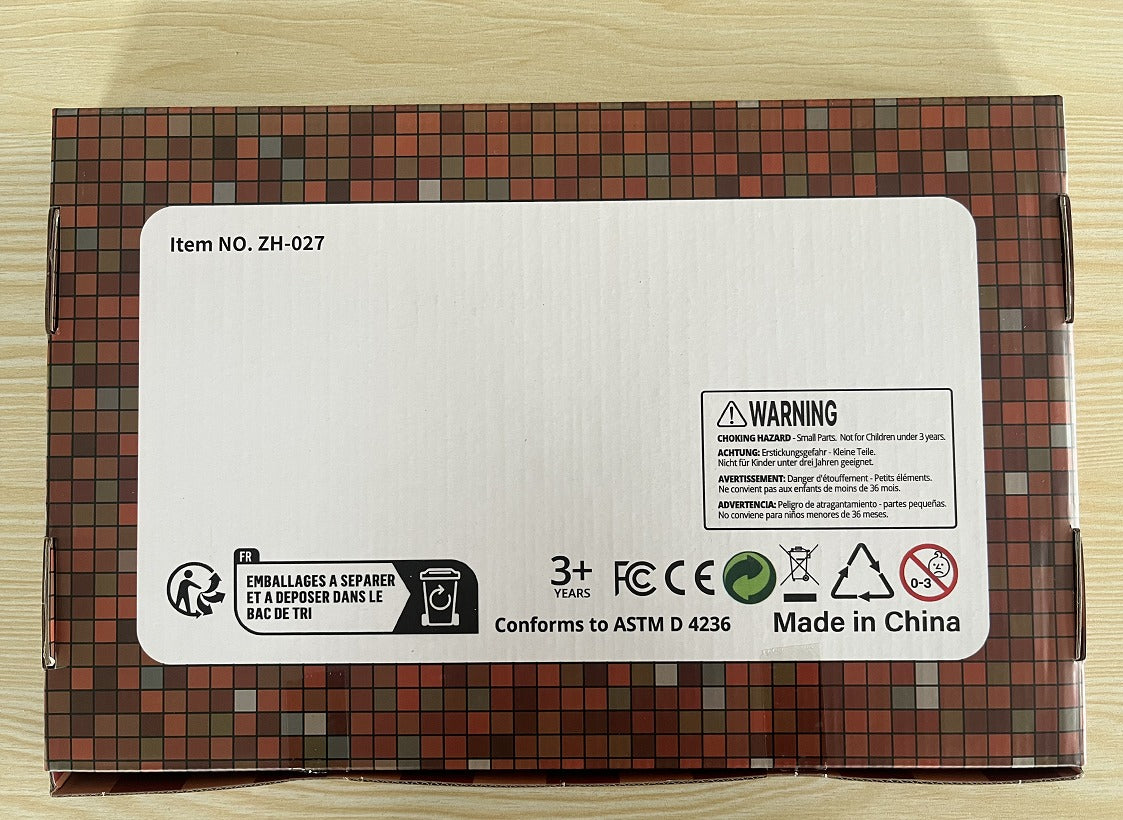 Item NO. ZH-027
WARNING
CHOKING HAZARD - Small Parts. Not for Children under 3 years.
ACHTUNG: Erstickungsgefahr - Kleine Teile.
Nicht für Kinder unter drei Jahren geeignet.
AVERTISSEMENT: Danger d'étouffement - Petits éléments.
Ne convient pas aux enfants de moins de 36 mois.
ADVERTENCIA: Peligro de atragantamiento - partes pequeñas.
No conviene para niños menores de 36 meses.
FR
EMBALLAGES A SEPARER
ET A DEPOSER DANS LE
BAC DE TRI
3+
YEARS
FC CE
0-3
Conforms to ASTM D 4236
Made in China